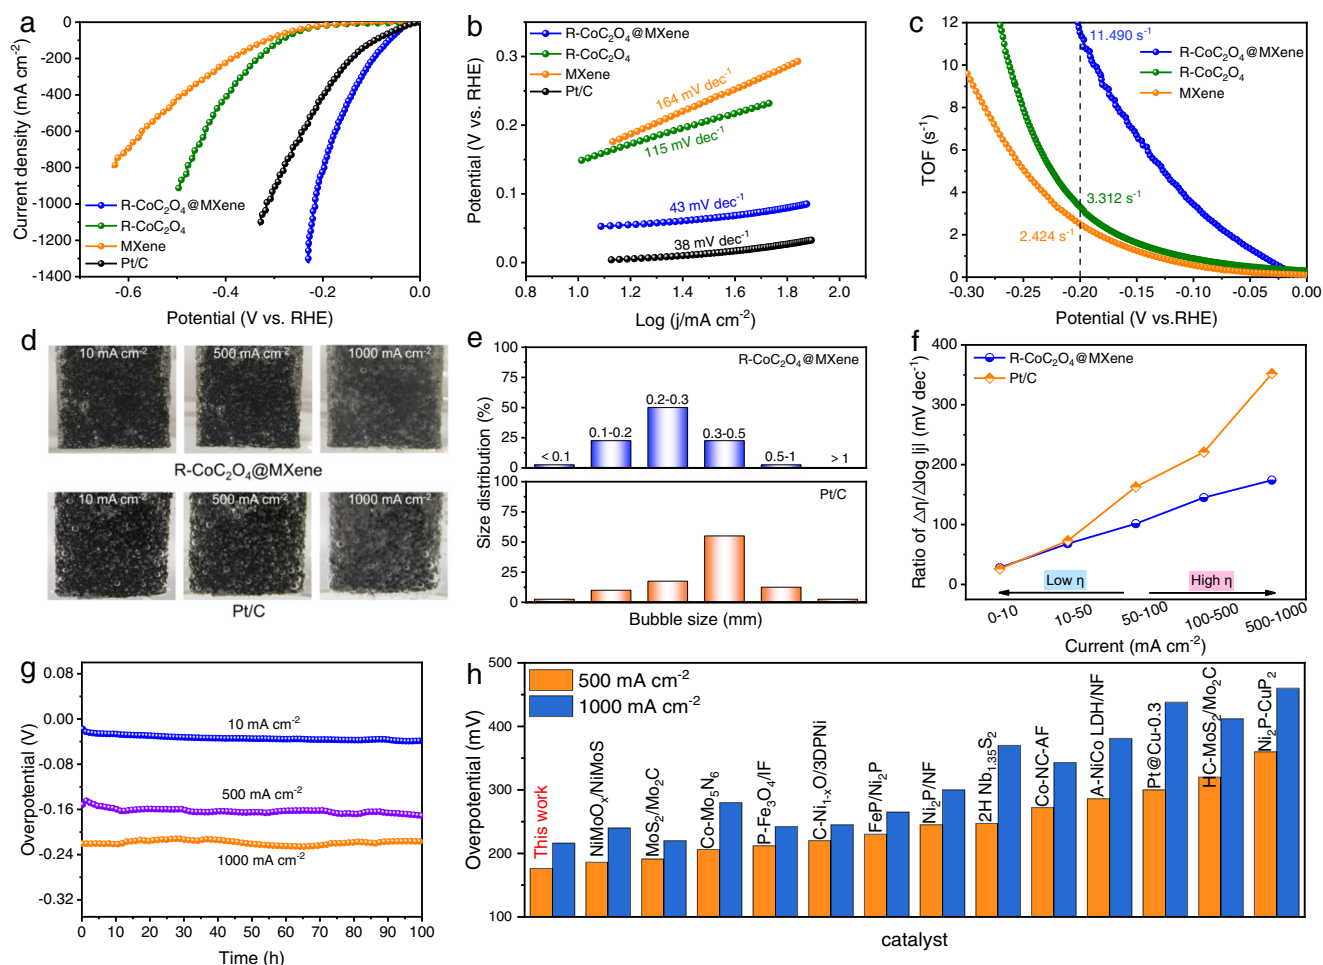 a
Current density (mA cm⁻²)
0
-200
-400
-600
-800
-1000
-1200
-1400
R-CoC₂O₄@MXene
R-CoC₂O₄
MXene
Pt/C
-0.6
-0.4
-0.2
0.0
Potential (V vs. RHE)
b
Potential (V vs. RHE)
0.3
0.2
0.1
0.0
R-CoC₂O₄@MXene
R-CoC₂O₄
MXene
Pt/C
164 mV dec⁻¹
115 mV dec⁻¹
43 mV dec⁻¹
38 mV dec⁻¹
0.8 1.0 1.2 1.4 1.6 1.8 2.0
Log (j/mA cm⁻²)
c
TOF (s⁻¹)
12
10
8
6
4
2
0
11.490 s⁻¹
R-CoC₂O₄@MXene
R-CoC₂O₄
MXene
3.312 s⁻¹
2.424 s⁻¹
-0.30 -0.25 -0.20 -0.15 -0.10 -0.05 0.00
Potential (V vs.RHE)
d
10 mA cm⁻² 500 mA cm⁻² 1000 mA cm⁻²
R-CoC₂O₄@MXene
10 mA cm⁻² 500 mA cm⁻² 1000 mA cm⁻²
Pt/C
e
Size distribution (%)
100
75
50
25
0
R-CoC₂O₄@MXene
< 0.1
0.1-0.2
0.2-0.3
0.3-0.5
0.5-1
> 1
100
75
50
25
0
Pt/C
Bubble size (mm)
f
Ratio of Δη/Δlog |j| (mV dec⁻¹)
400
300
200
100
0
R-CoC₂O₄@MXene
Pt/C
Low η
High η
0-10
10-50
50-100
100-500
500-1000
Current (mA cm⁻²)
g
Overpotential (V)
0.08
0.00
-0.08
-0.16
-0.24
-0.32
10 mA cm⁻²
500 mA cm⁻²
1000 mA cm⁻²
0 10 20 30 40 50 60 70 80 90 100
Time (h)
h
Overpotential (mV)
500
400
300
200
100
500 mA cm⁻²
1000 mA cm⁻²
This work
NiMoOₓ/NiMoS
MoS₂/Mo₂C
Co-Mo₅N₆
P-Fe₃O₄/IF
C-Ni₁₋ₓO/3DPNi
FeP/Ni₂P
Ni₂P/NF
2H Nb₁.₃₅S₂
Co-NC-AF
A-NiCo LDH/NF
Pt@Cu-0.3
HC-MoS₂/Mo₂C
Ni₂P-CuP₂
catalyst